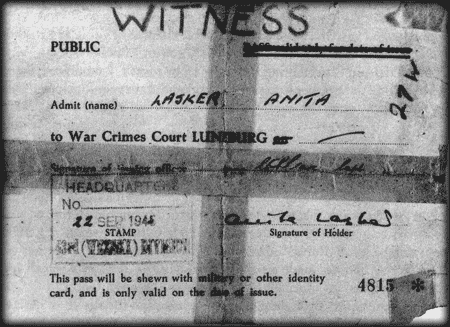 WITNESS
PUBLIC
27 W
Admit (name) LASKER ANITA
to War Crimes Court LUNEBURG
Signature of issuing officer
HEADQUARTERS
No.
22 SEP 1945
STAMP
Anita Lasker
Signature of Holder
This pass will be shewn with military or other identity
card, and is only valid on the date of issue.
4815 *